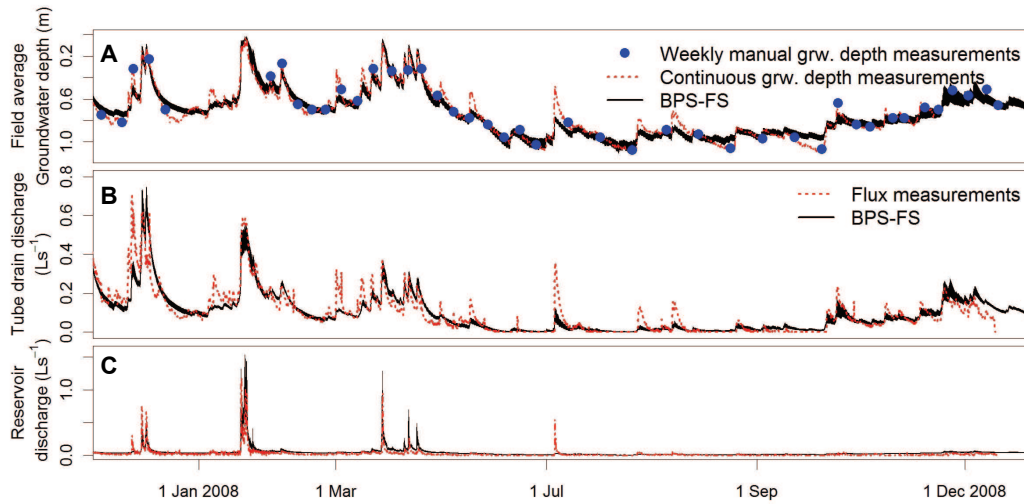 A
Field average
Groundwater depth (m)
0.2
0.6
1.0
Weekly manual grw. depth measurements
Continuous grw. depth measurements
BPS-FS
B
Tube drain discharge
(Ls⁻¹)
0.8
0.6
0.4
0.2
0.0
Flux measurements
BPS-FS
C
Reservoir
discharge (Ls⁻¹)
1.0
0.0
1 Jan 2008
1 Mar
1 Jul
1 Sep
1 Dec 2008